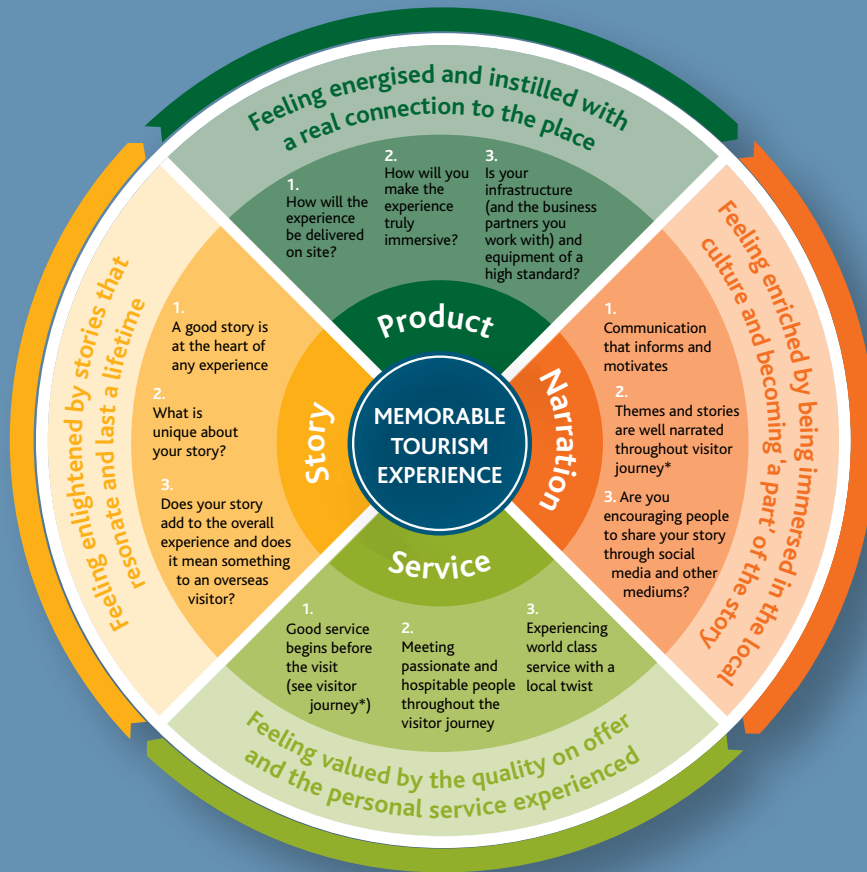 Feeling energised and instilled with
a real connection to the place
1.
How will the
experience
be delivered
on site?
2.
How will you
make the
experience
truly
immersive?
3.
Is your
infrastructure
(and the business
partners you
work with) and
equipment of a
high standard?
Product
Feeling enriched by being immersed in the local
culture and becoming ‘a part’ of the story
1.
Communication
that informs and
motivates
2.
Themes and stories
are well narrated
throughout visitor
journey*
3. Are you
encouraging people
to share your story
through social
media and other
mediums?
Narration
MEMORABLE
TOURISM
EXPERIENCE
Service
1.
Good service
begins before
the visit
(see visitor
journey*)
2.
Meeting
passionate and
hospitable people
throughout the
visitor journey
3.
Experiencing
world class
service with a
local twist
Feeling valued by the quality on offer
and the personal service experienced
Story
1.
A good story is
at the heart of
any experience
2.
What is
unique about
your story?
3.
Does your story
add to the overall
experience and does
it mean something
to an overseas
visitor?
Feeling enlightened by stories that
resonate and last a lifetime